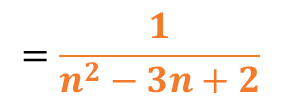 = 1 / (n² − 3n + 2)